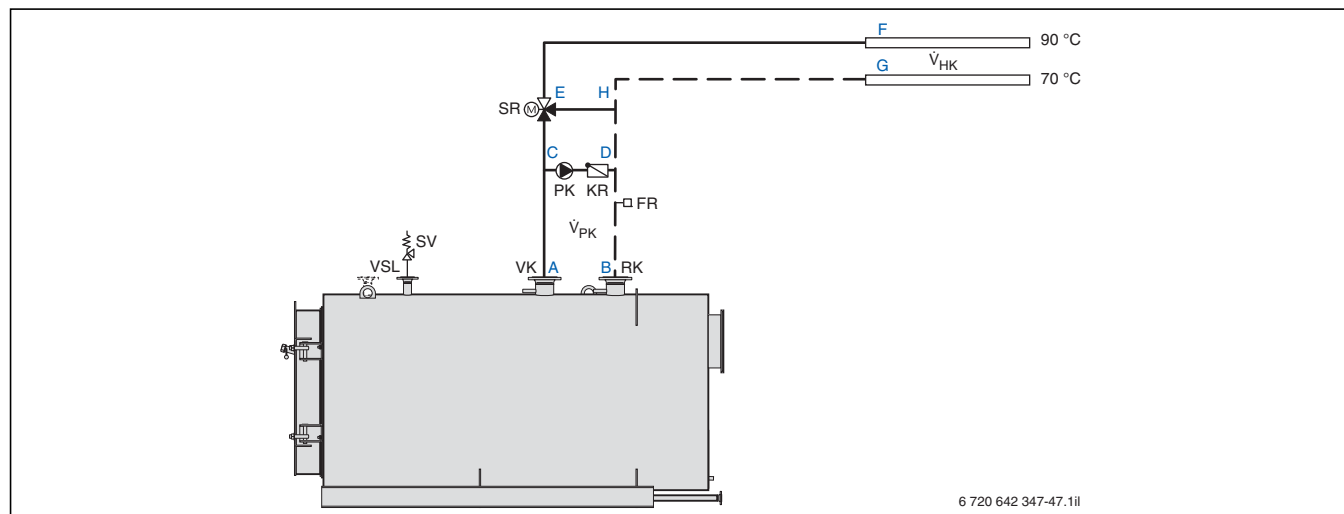 F
90 °C
V̇HK
G
70 °C
E
H
SR
M
C
D
PK
KR
FR
V̇PK
SV
VSL
VK
A
B
RK
6 720 642 347-47.1il